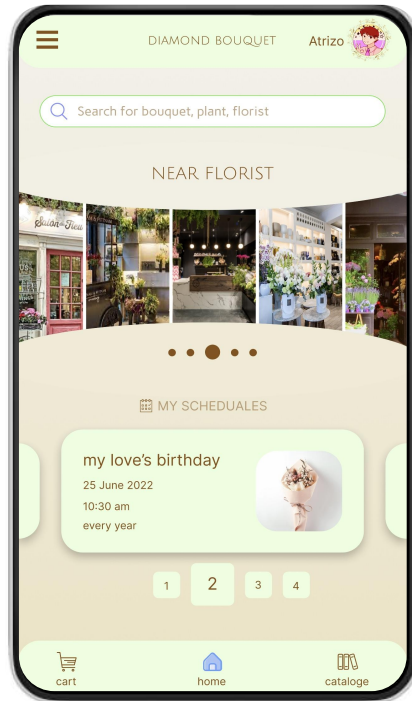 DIAMOND BOUQUET
Atrizo
Search for bouquet, plant, florist
NEAR FLORIST
MY SCHEDUALES
my love's birthday
25 June 2022
10:30 am
every year
1 2 3 4
cart home cataloge